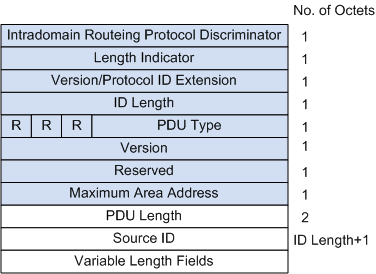 No. of Octets
Intradomain Routeing Protocol Discriminator 1
Length Indicator 1
Version/Protocol ID Extension 1
ID Length 1
R R R PDU Type 1
Version 1
Reserved 1
Maximum Area Address 1
PDU Length 2
Source ID ID Length+1
Variable Length Fields